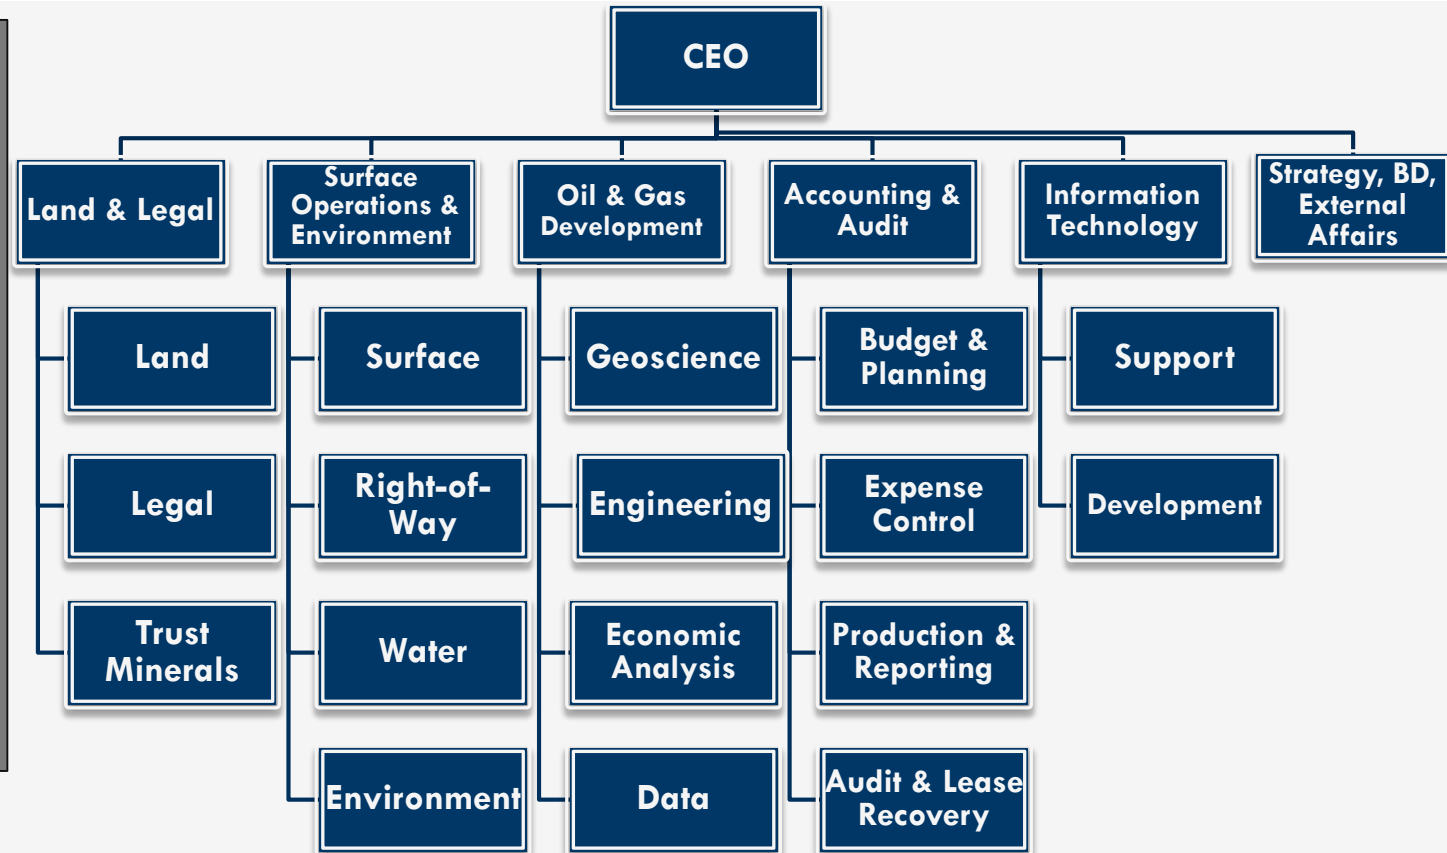 CEO
Land & Legal
Surface
Operations &
Environment
Oil & Gas
Development
Accounting &
Audit
Information
Technology
Strategy, BD,
External
Affairs
Land
Surface
Geoscience
Budget &
Planning
Support
Legal
Right-of-
Way
Engineering
Expense
Control
Development
Trust
Minerals
Water
Economic
Analysis
Production &
Reporting
Environment
Data
Audit & Lease
Recovery